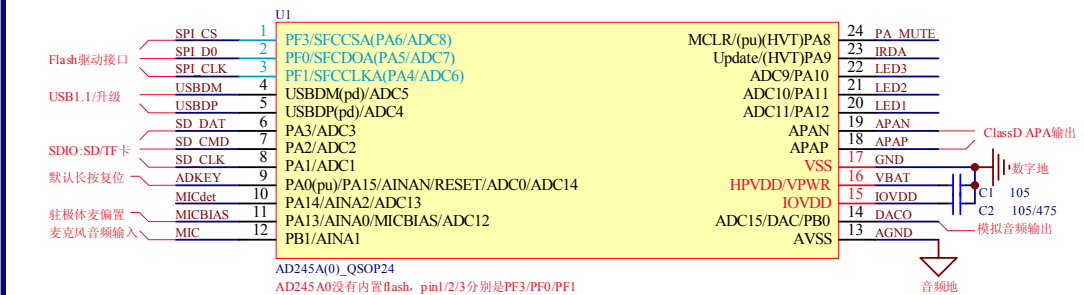 U1
SPI_CS 1 PF3/SFCCSA(PA6/ADC8) MCLR/(pu)(HVT)PA8 24 PA_MUTE
Flash驱动接口 SPI_D0 2 PF0/SFCDOA(PA5/ADC7) Update/(HVT)PA9 23 IRDA
SPI_CLK 3 PF1/SFCCLKA(PA4/ADC6) ADC9/PA10 22 LED3
USB1.1/升级 USBDM 4 USBDM(pd)/ADC5 ADC10/PA11 21 LED2
USBDP 5 USBDP(pd)/ADC4 ADC11/PA12 20 LED1
SD_DAT 6 PA3/ADC3 APAN 19 APAN ClassD APA输出
SDIO:SD/TF卡 SD_CMD 7 PA2/ADC2 APAP 18 APAP
SD_CLK 8 PA1/ADC1 VSS 17 GND 数字地
默认长按复位 ADKEY 9 PA0(pu)/PA15/AINAN/RESET/ADC0/ADC14 HPVDD/VPWR 16 VBAT C1 105
MICdet 10 PA14/AINA2/ADC13 IOVDD 15 IOVDD C2 105/475
驻极体麦偏置 MICBIAS 11 PA13/AINA0/MICBIAS/ADC12 ADC15/DAC/PB0 14 DACO 模拟音频输出
麦克风音频输入 MIC 12 PB1/AINA1 AVSS 13 AGND
AD245A(0)_QSOP24
AD245A0没有内置flash，pin1/2/3分别是PF3/PF0/PF1 音频地